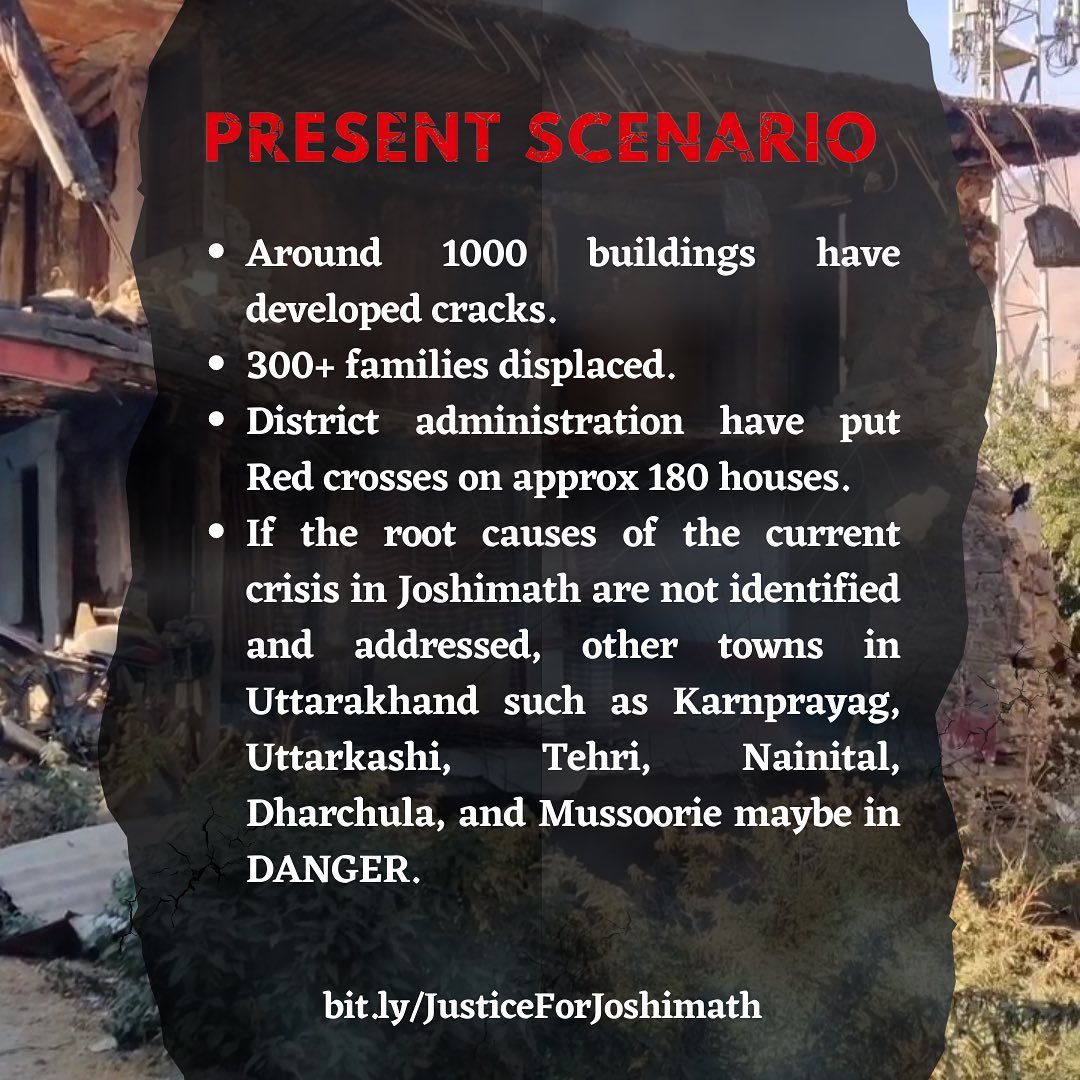 PRESENT SCENARIO
• Around 1000 buildings have
developed cracks.
• 300+ families displaced.
• District administration have put
Red crosses on approx 180 houses.
• If the root causes of the current
crisis in Joshimath are not identified
and addressed, other towns in
Uttarakhand such as Karnprayag,
Uttarkashi, Tehri, Nainital,
Dharchula, and Mussoorie maybe in
DANGER.
bit.ly/JusticeForJoshimath